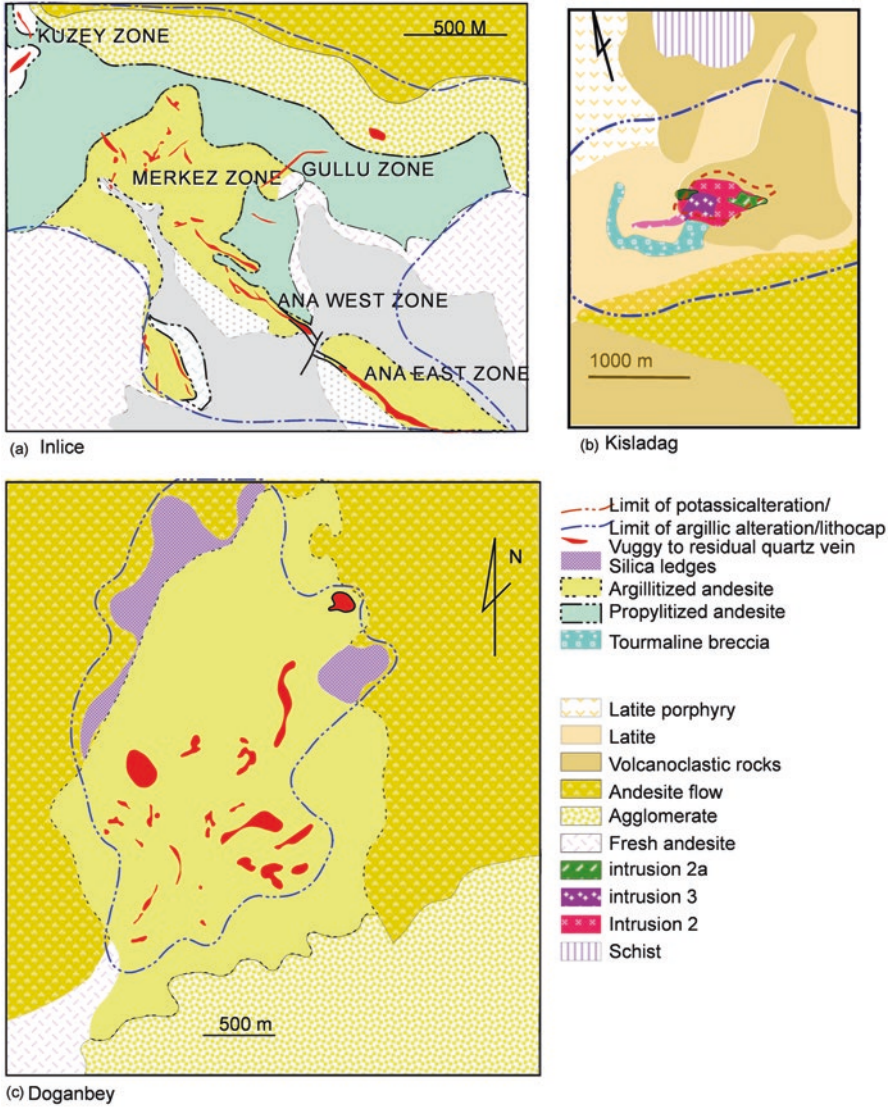 KUZEY ZONE
500 M
MERKEZ ZONE
GULLU ZONE
ANA WEST ZONE
ANA EAST ZONE
(a) Inlice
1000 m
(b) Kisladag
N
500 m
(c) Doganbey
Limit of potassicalteration/
Limit of argillic alteration/lithocap
Vuggy to residual quartz vein
Silica ledges
Argillitized andesite
Propylitized andesite
Tourmaline breccia
Latite porphyry
Latite
Volcanoclastic rocks
Andesite flow
Agglomerate
Fresh andesite
intrusion 2a
intrusion 3
Intrusion 2
Schist